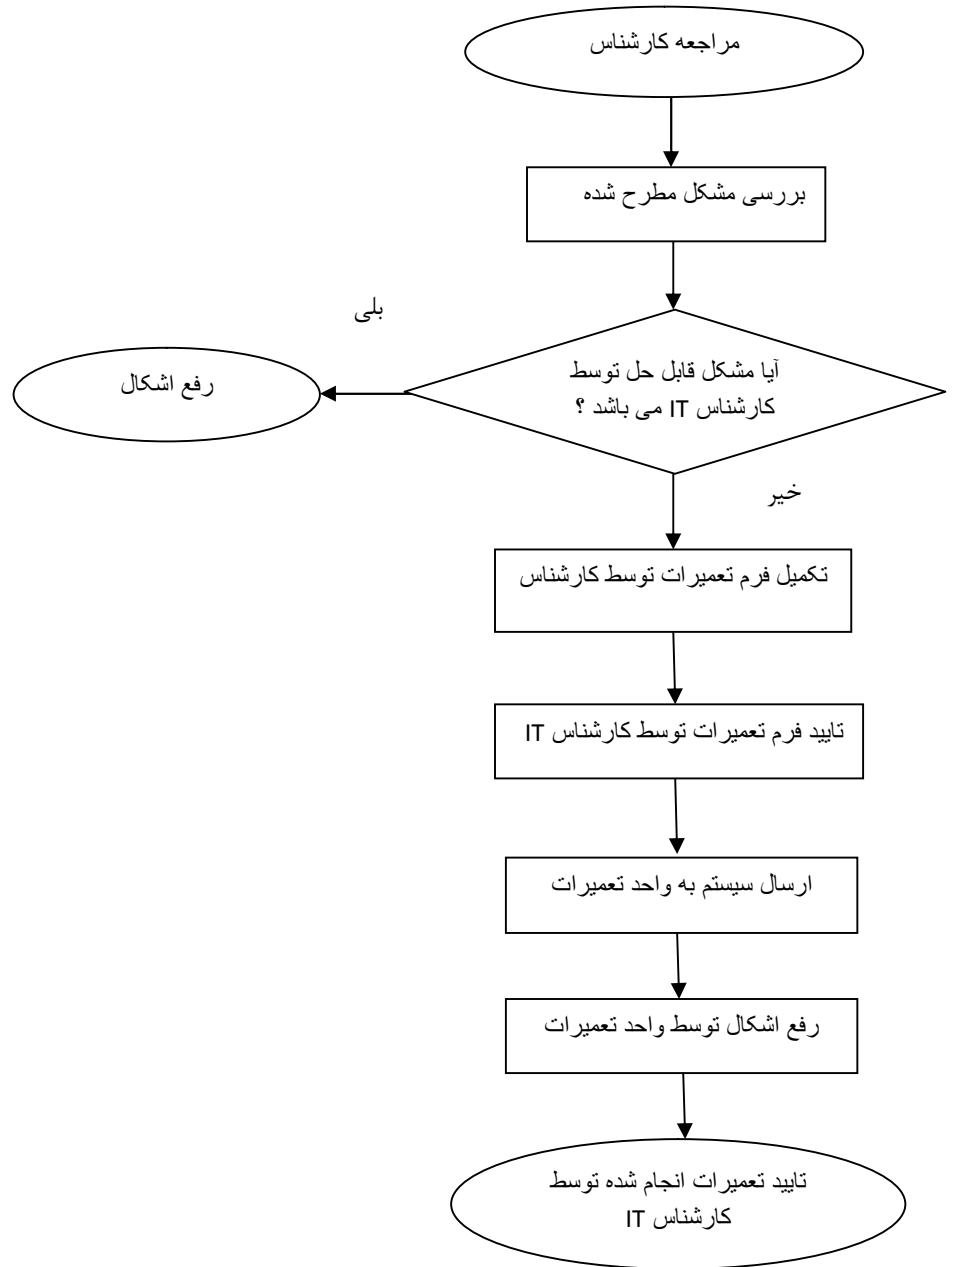 مراجعه کارشناس
بررسی مشکل مطرح شده
بلی
آیا مشکل قابل حل توسط
کارشناس IT می باشد ؟
رفع اشکال
خیر
تکمیل فرم تعمیرات توسط کارشناس
تایید فرم تعمیرات توسط کارشناس IT
ارسال سیستم به واحد تعمیرات
رفع اشکال توسط واحد تعمیرات
تایید تعمیرات انجام شده توسط
کارشناس IT